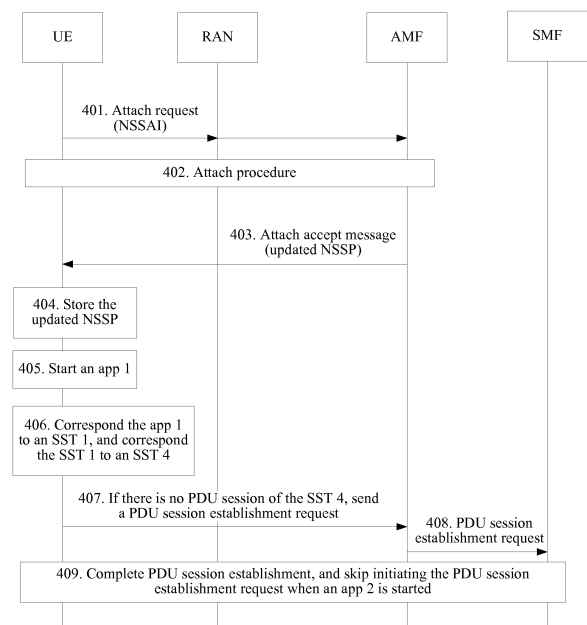 UE
RAN
AMF
SMF
401. Attach request
(NSSAI)
402. Attach procedure
403. Attach accept message
(updated NSSP)
404. Store the
updated NSSP
405. Start an app 1
406. Correspond the app 1
to an SST 1, and correspond
the SST 1 to an SST 4
407. If there is no PDU session of the SST 4, send
a PDU session establishment request
408. PDU session
establishment request
409. Complete PDU session establishment, and skip initiating the PDU session
establishment request when an app 2 is started